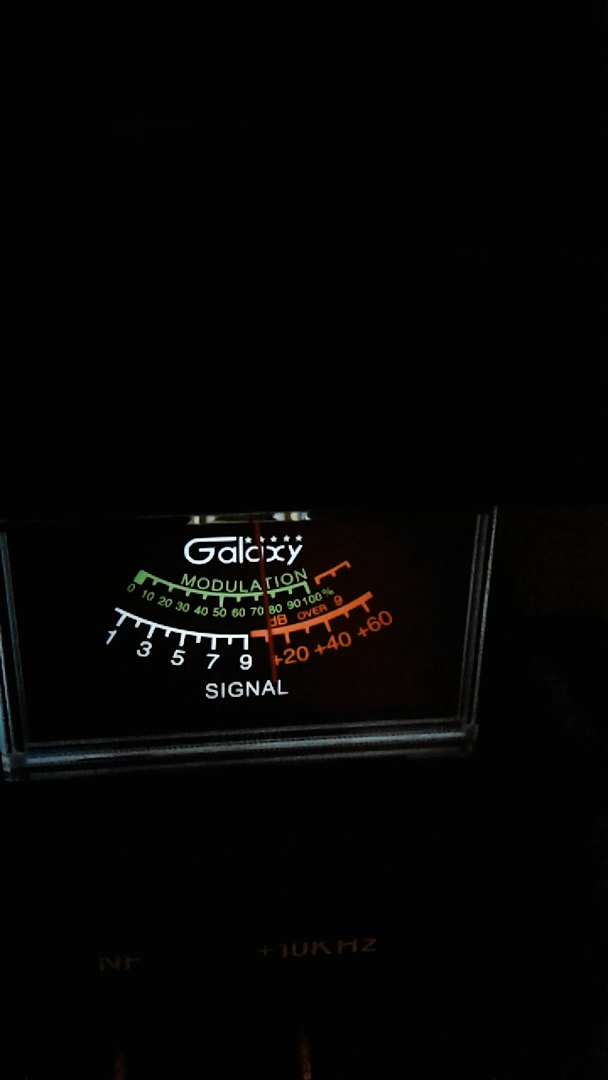 Galaxy
MODULATION
0 10 20 30 40 50 60 70 80 90 100%
dB OVER 9
1 3 5 7 9 +20 +40 +60
SIGNAL
+10KHz